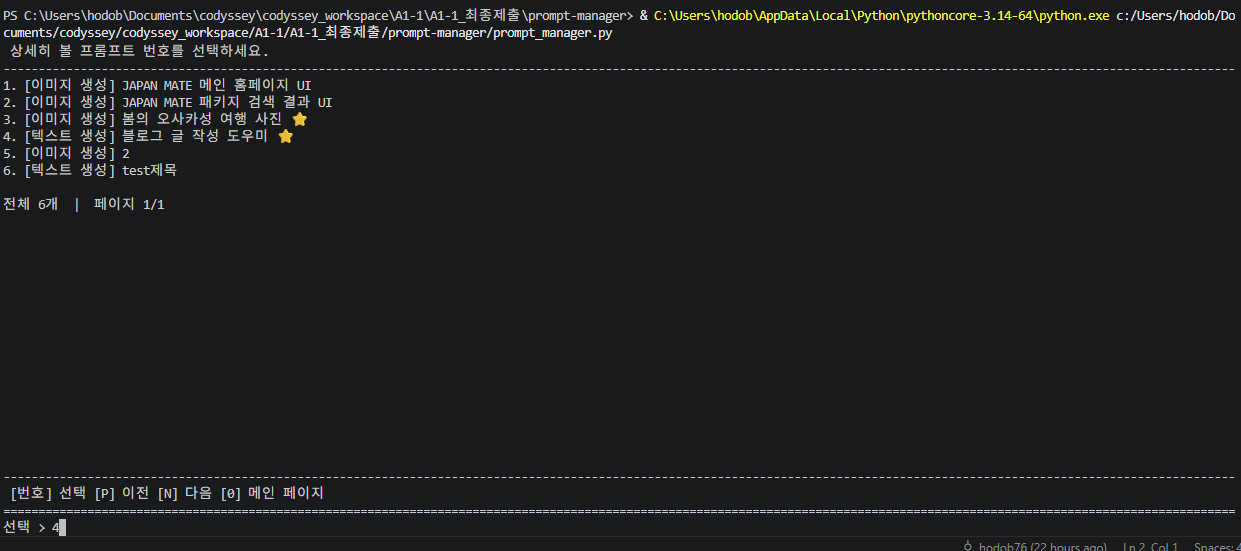 PS C:\Users\hodob\Documents\codyssey\codyssey_workspace\A1-1\A1-1_최종제출\prompt-manager> & C:\Users\hodob\AppData\Local\Python\pythoncore-3.14-64\python.exe c:/Users/hodob/Do
cuments/codyssey/codyssey_workspace/A1-1/A1-1_최종제출/prompt-manager/prompt_manager.py
상세히 볼 프롬프트 번호를 선택하세요.
1. [이미지 생성] JAPAN MATE 메인 홈페이지 UI
2. [이미지 생성] JAPAN MATE 패키지 검색 결과 UI
3. [이미지 생성] 봄의 오사카성 여행 사진 ⭐
4. [텍스트 생성] 블로그 글 작성 도우미 ⭐
5. [이미지 생성] 2
6. [텍스트 생성] test제목
전체 6개 | 페이지 1/1
[번호] 선택 [P] 이전 [N] 다음 [0] 메인 페이지
선택 > 4
hodob76 (22 hours ago) Ln 2, Col 1 Spaces: 4